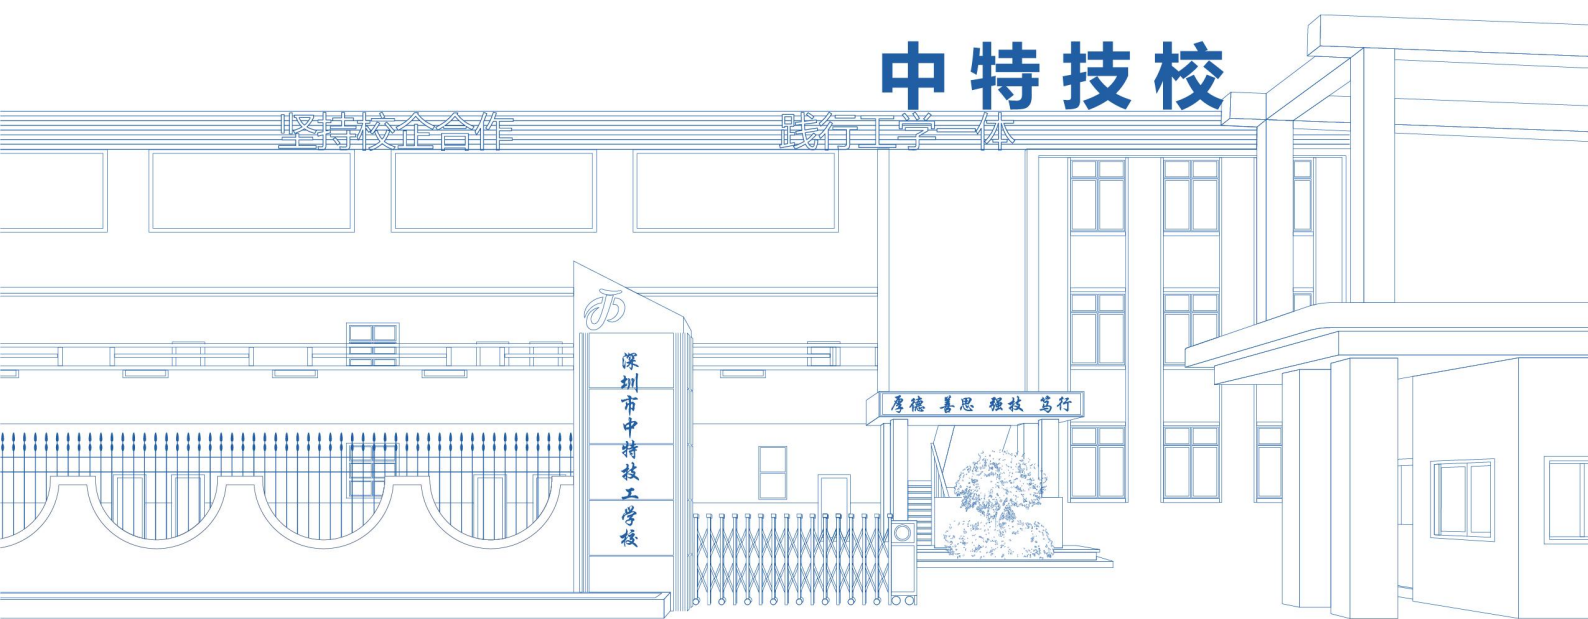 中特技校
坚持校企合作 践行工学一体
深圳市中特技工学校
厚德 善思 强技 笃行